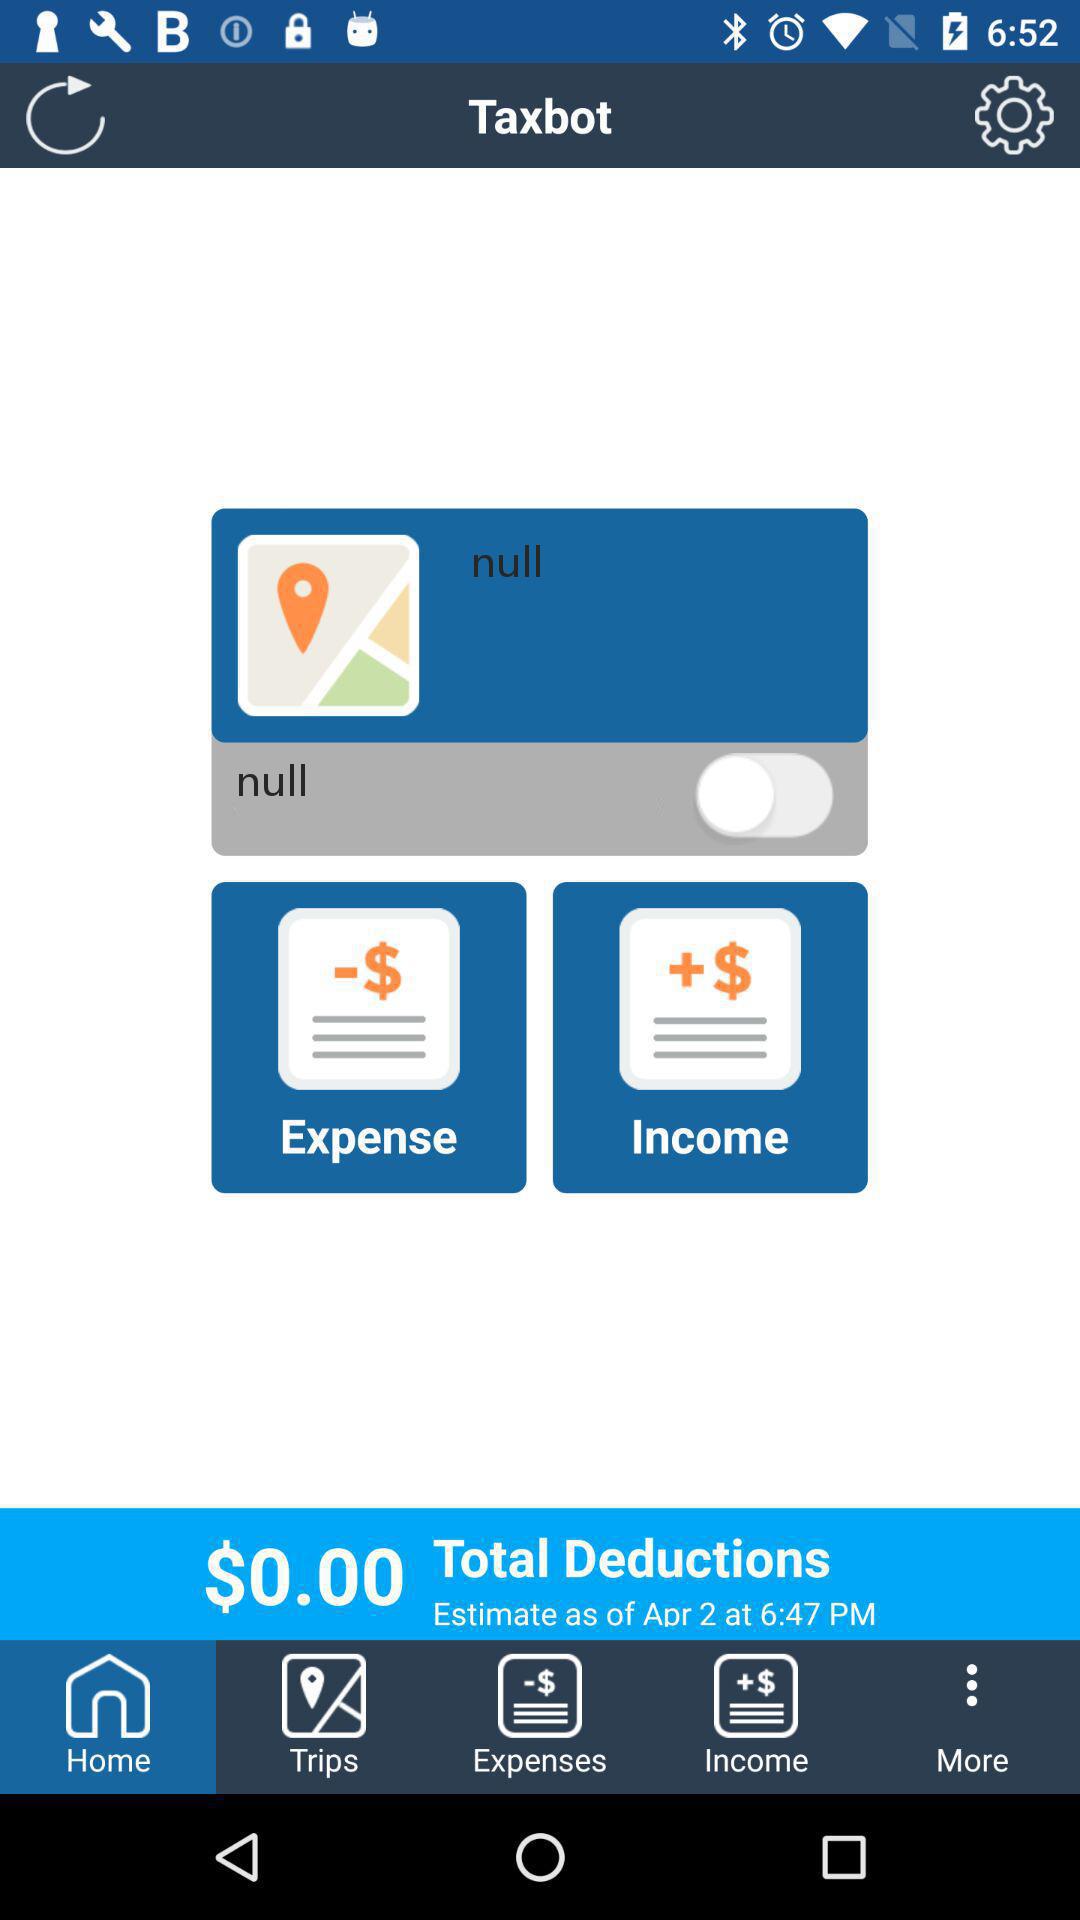 6:52
Taxbot
null
null
-$
+$
Expense
Income
$0.00
Total Deductions
Estimate as of Apr 2 at 6:47 PM
-$
+$
Home
Trips
Expenses
Income
More